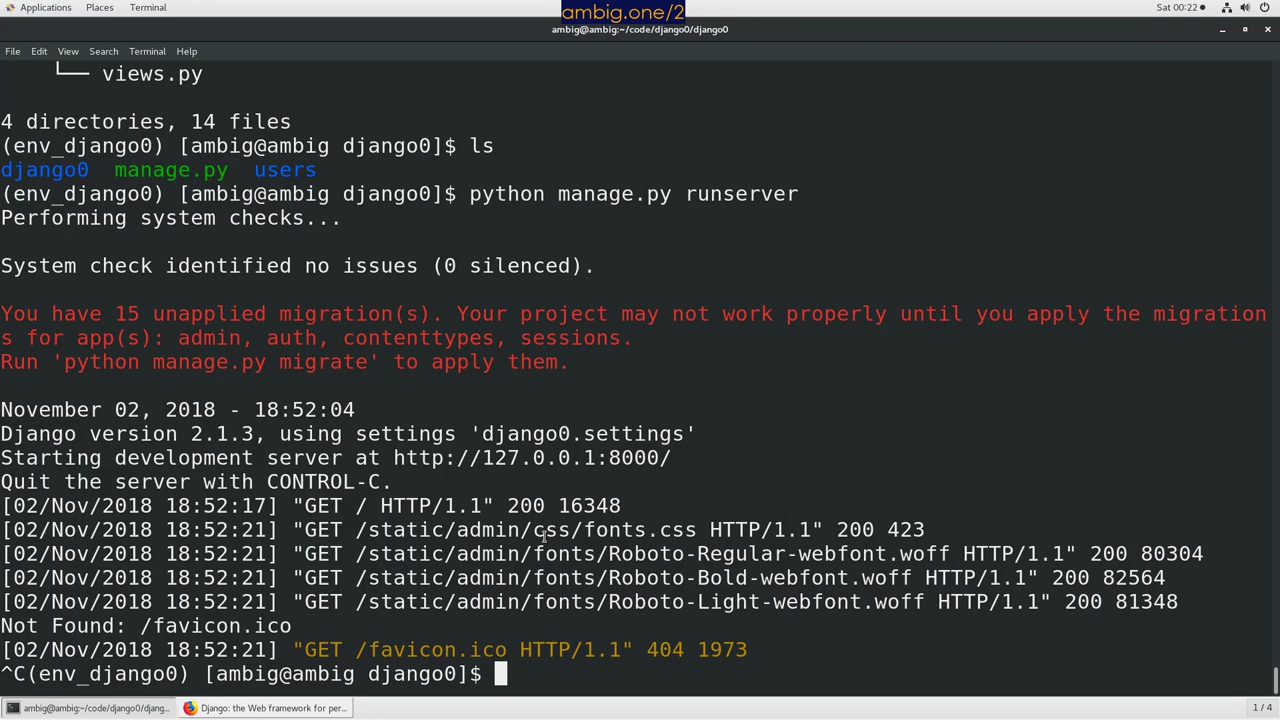 Applications Places Terminal
ambig.one/2
Sat 00:22
ambig@ambig:~/code/django0/django0
File Edit View Search Terminal Help
└── views.py
4 directories, 14 files
(env_django0) [ambig@ambig django0]$ ls
django0 manage.py users
(env_django0) [ambig@ambig django0]$ python manage.py runserver
Performing system checks...
System check identified no issues (0 silenced).
You have 15 unapplied migration(s). Your project may not work properly until you apply the migration
s for app(s): admin, auth, contenttypes, sessions.
Run 'python manage.py migrate' to apply them.
November 02, 2018 - 18:52:04
Django version 2.1.3, using settings 'django0.settings'
Starting development server at http://127.0.0.1:8000/
Quit the server with CONTROL-C.
[02/Nov/2018 18:52:17] "GET / HTTP/1.1" 200 16348
[02/Nov/2018 18:52:21] "GET /static/admin/css/fonts.css HTTP/1.1" 200 423
[02/Nov/2018 18:52:21] "GET /static/admin/fonts/Roboto-Regular-webfont.woff HTTP/1.1" 200 80304
[02/Nov/2018 18:52:21] "GET /static/admin/fonts/Roboto-Bold-webfont.woff HTTP/1.1" 200 82564
[02/Nov/2018 18:52:21] "GET /static/admin/fonts/Roboto-Light-webfont.woff HTTP/1.1" 200 81348
Not Found: /favicon.ico
[02/Nov/2018 18:52:21] "GET /favicon.ico HTTP/1.1" 404 1973
^C(env_django0) [ambig@ambig django0]$
ambig@ambig:~/code/django0/djang... Django: the Web framework for per... 1 / 4